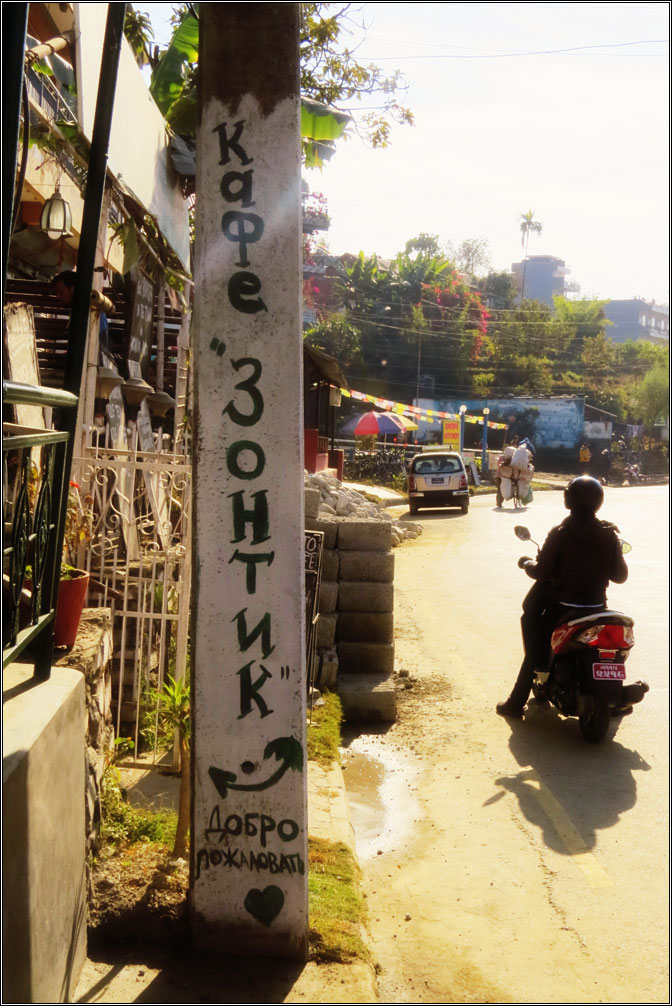 кафе
"Зонтик"
Добро
пожаловать